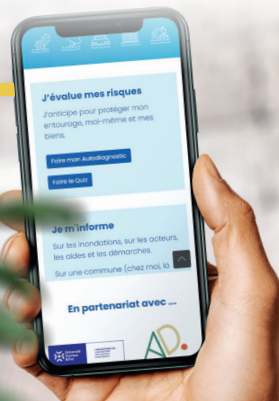 J'évalue mes risques
J'anticipe pour protéger mon
entourage, moi-même et mes
biens.
Faire mon Autodiagnostic
Faire le Quiz
Je m'informe
Sur les inondations, sur les acteurs,
les aides et les démarches.
Sur une commune (chez moi, là
En partenariat avec ...
AD.